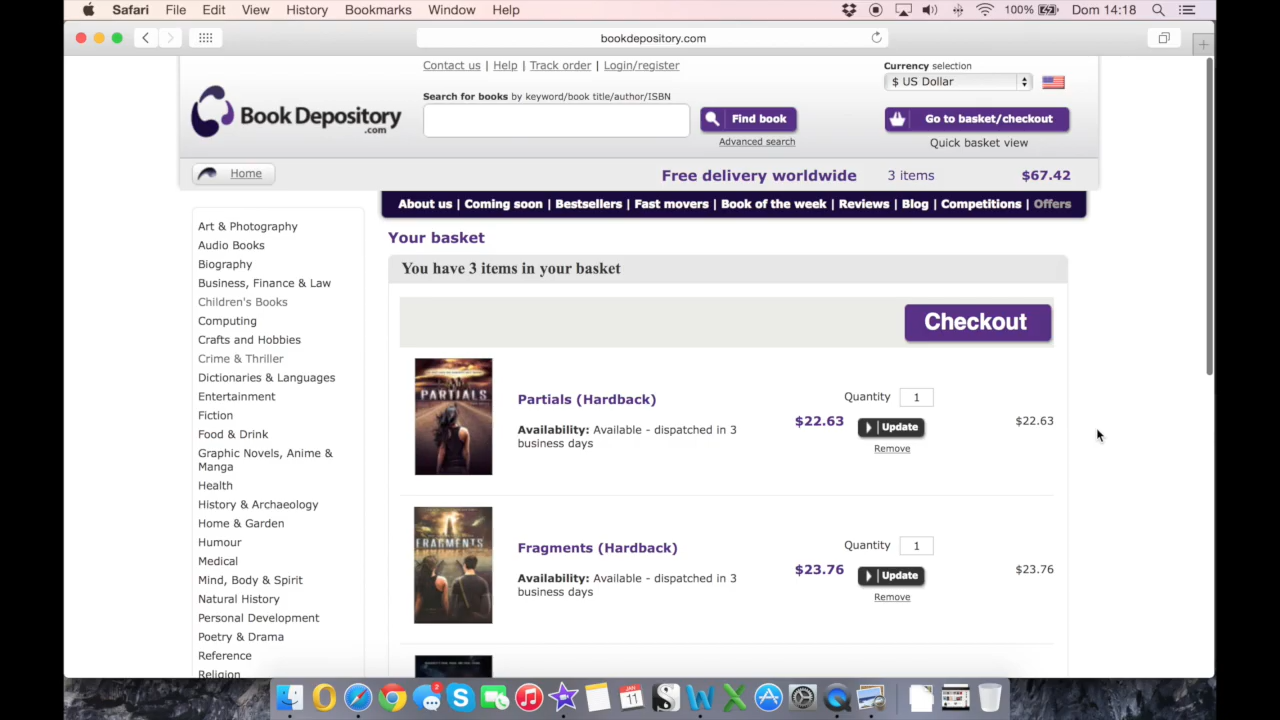 Safari File Edit View History Bookmarks Window Help 100% Dom 14:18
bookdepository.com
Contact us | Help | Track order | Login/register
Currency selection
$ US Dollar
Search for books by keyword/book title/author/ISBN
BookDepository
.com
Find book
Go to basket/checkout
Advanced search
Quick basket view
Home
Free delivery worldwide 3 items $67.42
About us | Coming soon | Bestsellers | Fast movers | Book of the week | Reviews | Blog | Competitions | Offers
Art & Photography
Audio Books
Biography
Business, Finance & Law
Children's Books
Computing
Crafts and Hobbies
Crime & Thriller
Dictionaries & Languages
Entertainment
Fiction
Food & Drink
Graphic Novels, Anime &
Manga
Health
History & Archaeology
Home & Garden
Humour
Medical
Mind, Body & Spirit
Natural History
Personal Development
Poetry & Drama
Reference
Religion
Your basket
You have 3 items in your basket
Checkout
PARTIALS
Partials (Hardback)
Availability: Available - dispatched in 3
business days
$22.63
Quantity 1
Update
Remove
$22.63
FRAGMENTS
Fragments (Hardback)
Availability: Available - dispatched in 3
business days
$23.76
Quantity 1
Update
Remove
$23.76